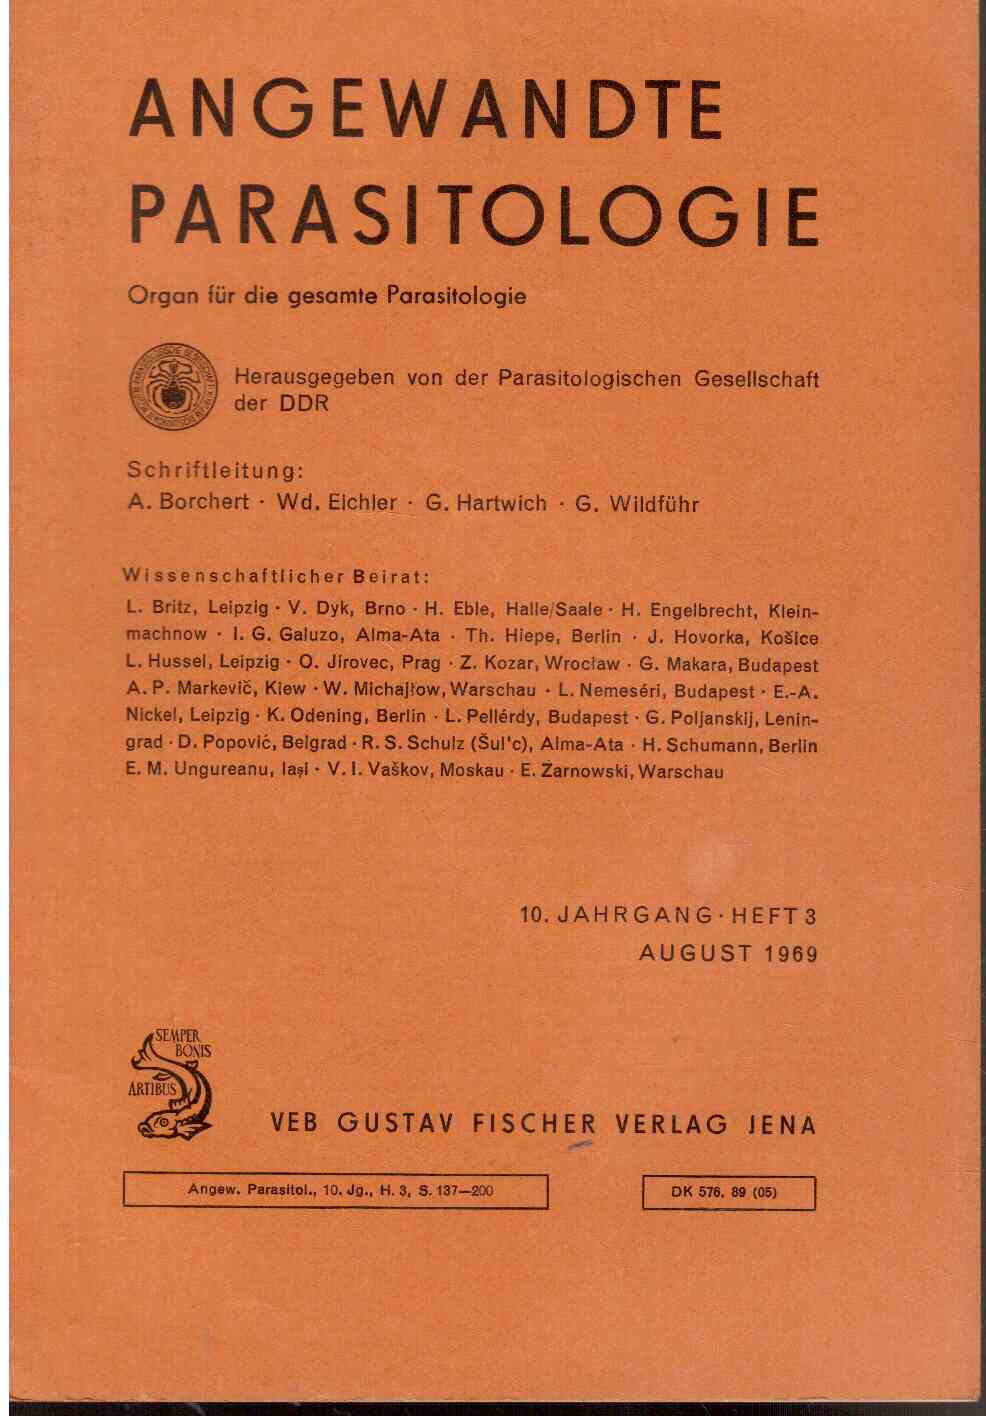 ANGEWANDTE
PARASITOLOGIE
Organ für die gesamte Parasitologie
Herausgegeben von der Parasitologischen Gesellschaft
der DDR
Schriftleitung:
A. Borchert · Wd. Eichler · G. Hartwich · G. Wildführ
Wissenschaftlicher Beirat:
L. Britz, Leipzig · V. Dyk, Brno · H. Eble, Halle/Saale · H. Engelbrecht, Klein-
machnow · I. G. Galuzo, Alma-Ata · Th. Hiepe, Berlin · J. Hovorka, Košice
L. Hussel, Leipzig · O. Jírovec, Prag · Z. Kozar, Wrocław · G. Makara, Budapest
A. P. Markevič, Kiew · W. Michajłow, Warschau · L. Nemeséri, Budapest · E.-A.
Nickel, Leipzig · K. Odening, Berlin · L. Pellérdy, Budapest · G. Poljanskij, Lenin-
grad · D. Popović, Belgrad · R. S. Schulz (Šul'c), Alma-Ata · H. Schumann, Berlin
E. M. Ungureanu, Iaşi · V. I. Vaškov, Moskau · E. Żarnowski, Warschau
10. JAHRGANG · HEFT 3
AUGUST 1969
SEMPER
BONIS
ARTIBUS
VEB GUSTAV FISCHER VERLAG JENA
Angew. Parasitol., 10. Jg., H. 3, S. 137—200
DK 576. 89 (05)